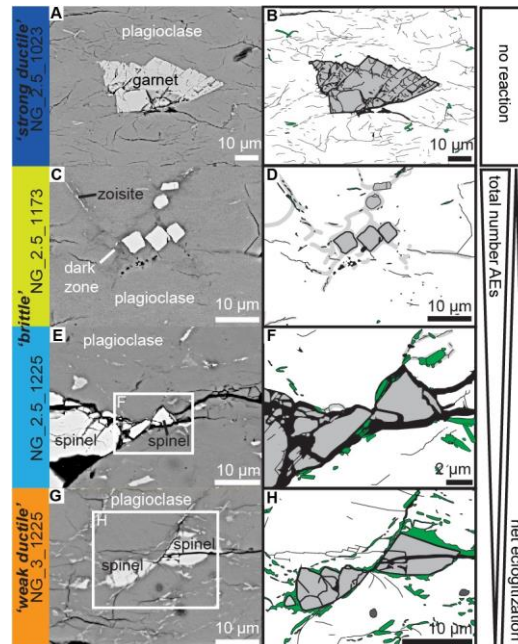 'strong ductile'
NG_2.5_1023
A
plagioclase
garnet
10 µm
B
10 µm
no reaction
'brittle'
NG_2.5_1173
C
zoisite
dark
zone
plagioclase
10 µm
D
10 µm
total number AEs
NG_2.5_1225
E
plagioclase
F
spinel
spinel
10 µm
F
2 µm
'weak ductile'
NG_3_1225
G
plagioclase
H
spinel
spinel
10 µm
H
10 µm
net eclogitization